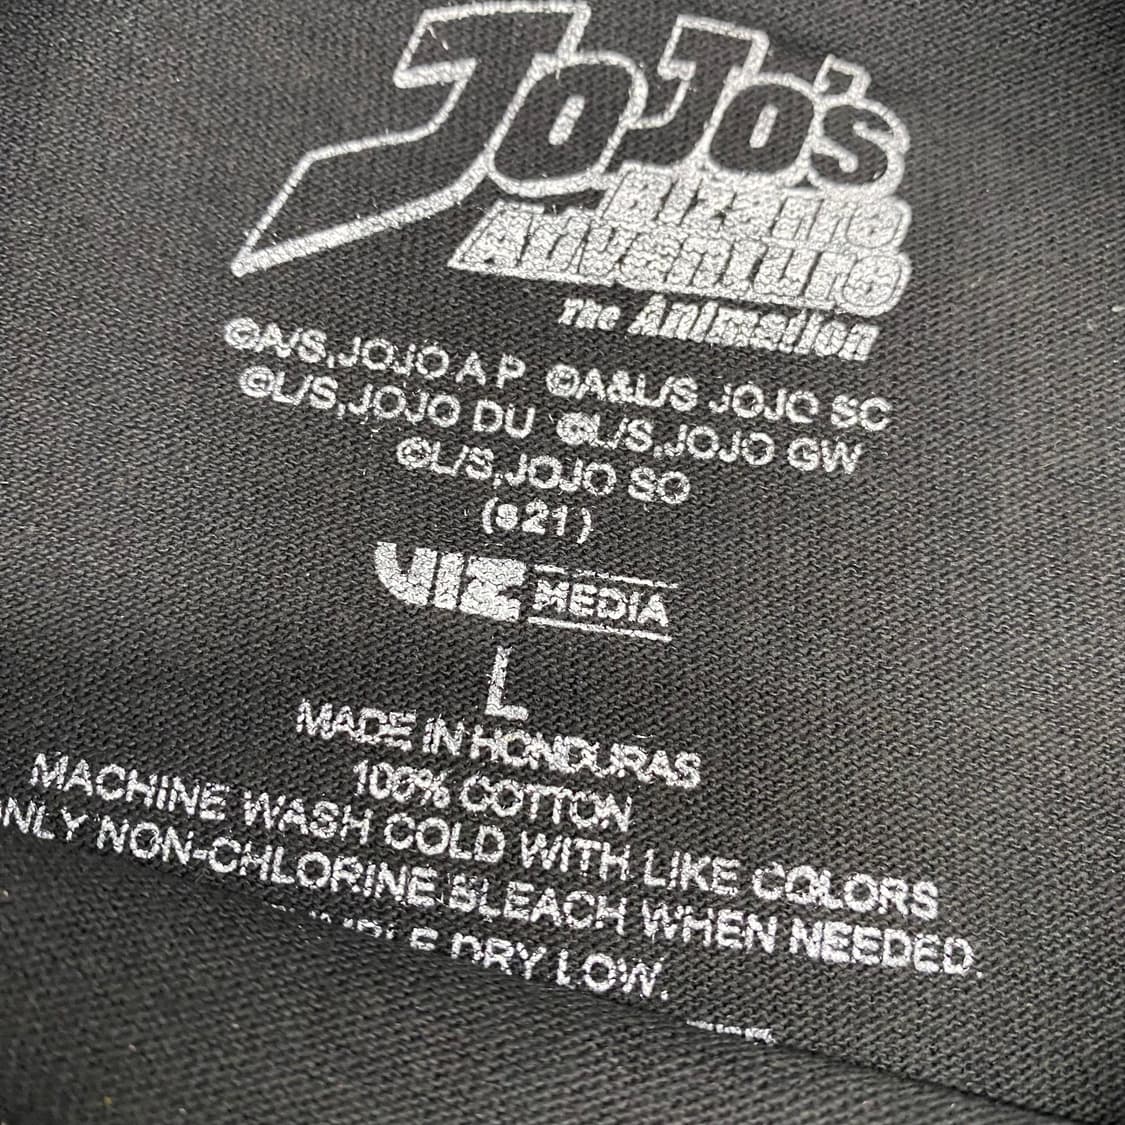 JoJo's
Bizarre
Adventure
The Animation
©A/S,JOJO A P ©A&L/S JOJO SC
©L/S,JOJO DU ©L/S,JOJO GW
©L/S,JOJO SO
(s21)
VIZ MEDIA
L
MADE IN HONDURAS
100% COTTON
MACHINE WASH COLD WITH LIKE COLORS
NLY NON-CHLORINE BLEACH WHEN NEEDED.
DRY LOW.